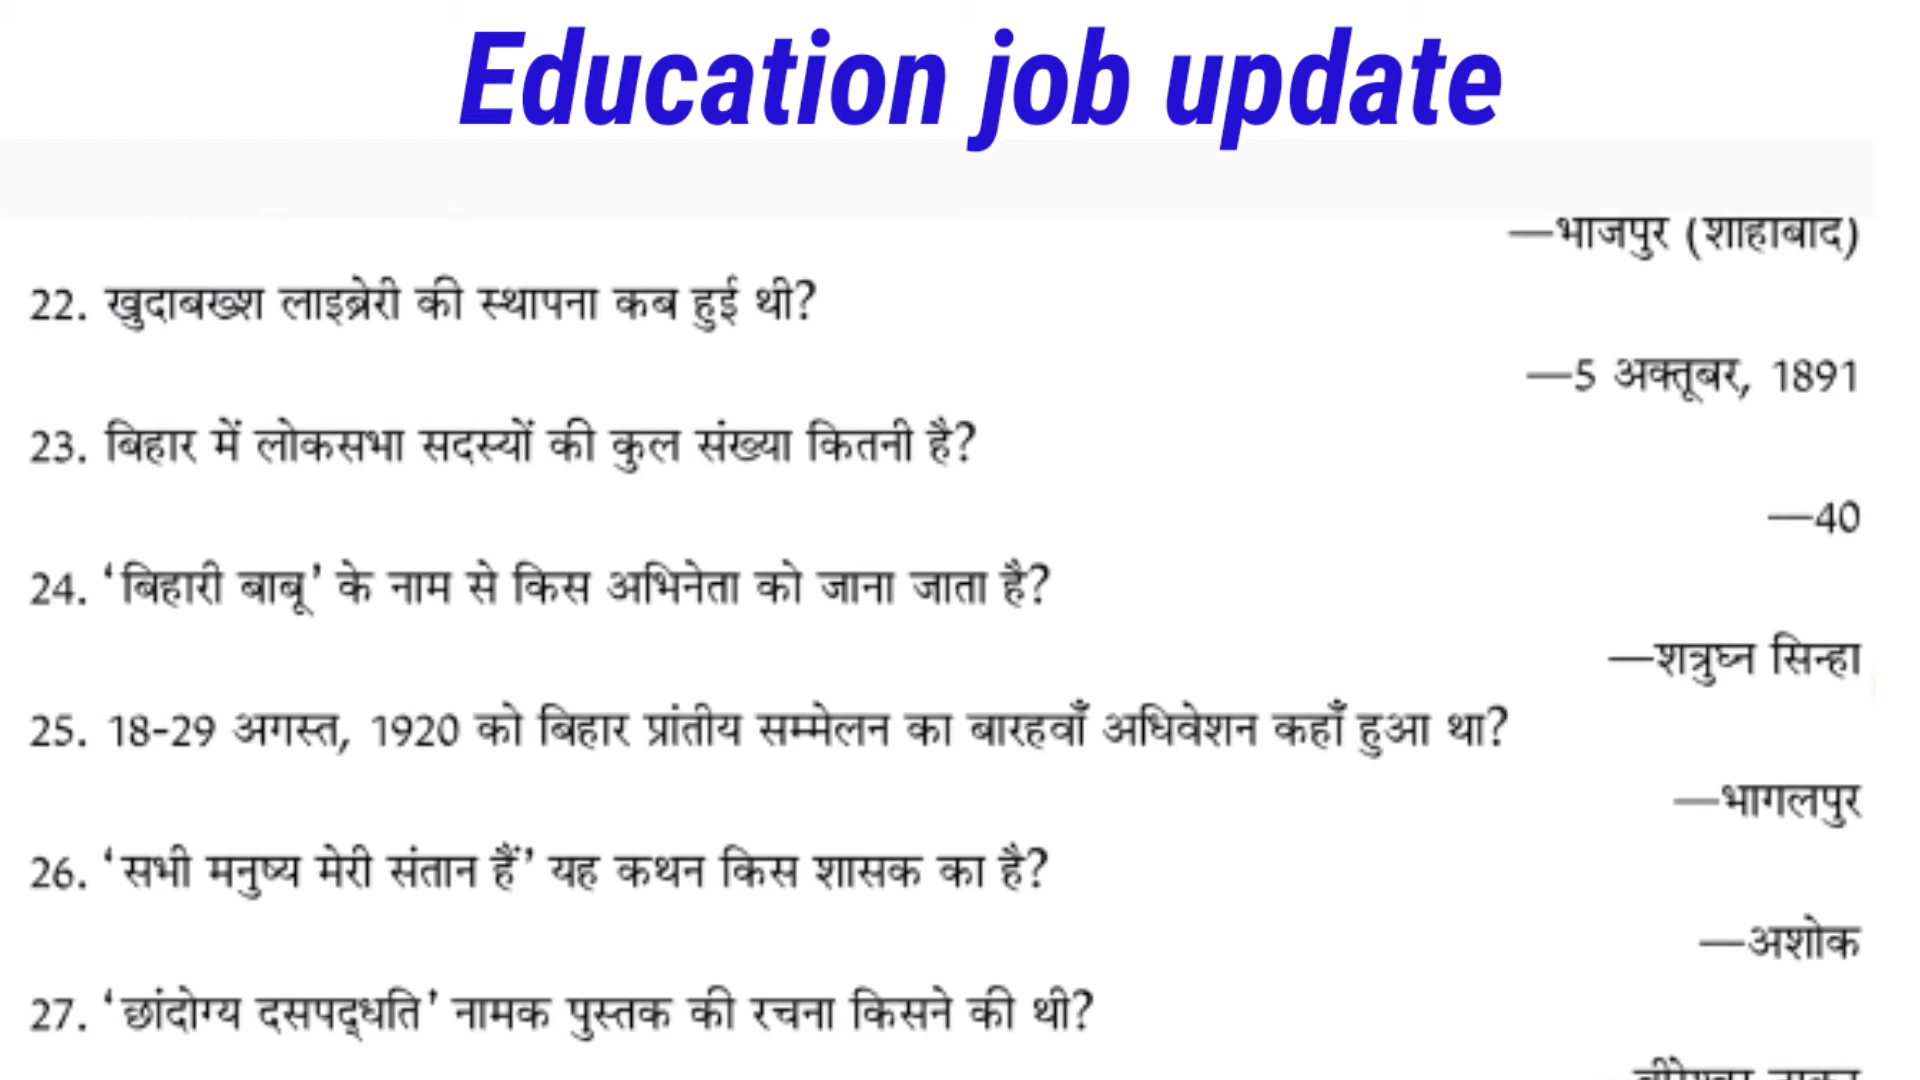 Education job update
—भोजपुर (शाहाबाद)
22. खुदाबख्श लाइब्रेरी की स्थापना कब हुई थी?
—5 अक्तूबर, 1891
23. बिहार में लोकसभा सदस्यों की कुल संख्या कितनी है?
—40
24. ‘बिहारी बाबू’ के नाम से किस अभिनेता को जाना जाता है?
—शत्रुघ्न सिन्हा
25. 18-29 अगस्त, 1920 को बिहार प्रांतीय सम्मेलन का बारहवाँ अधिवेशन कहाँ हुआ था?
—भागलपुर
26. ‘सभी मनुष्य मेरी संतान हैं’ यह कथन किस शासक का है?
—अशोक
27. ‘छांदोग्य दसपद्धति’ नामक पुस्तक की रचना किसने की थी?